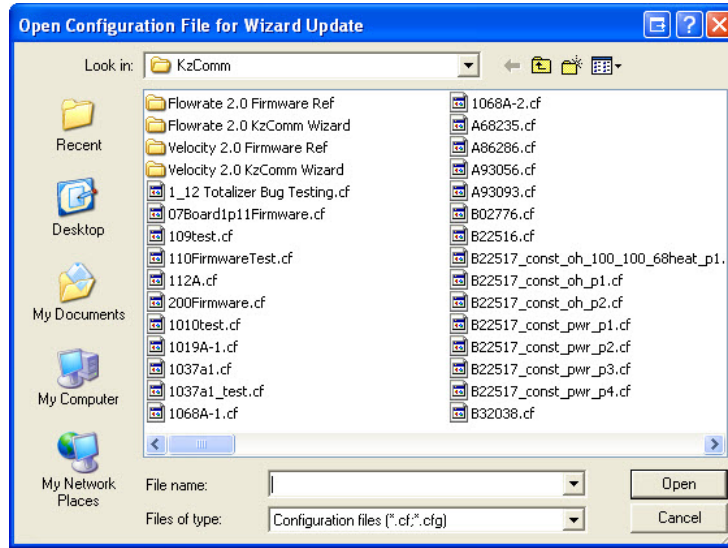 Open Configuration File for Wizard Update
Look in:
KzComm
Recent
Desktop
My Documents
My Computer
My Network
Places
Flowrate 2.0 Firmware Ref
Flowrate 2.0 KzComm Wizard
Velocity 2.0 Firmware Ref
Velocity 2.0 KzComm Wizard
1_12 Totalizer Bug Testing.cf
07Board1p11Firmware.cf
109test.cf
110FirmwareTest.cf
112A.cf
200Firmware.cf
1010test.cf
1019A-1.cf
1037a1.cf
1037a1_test.cf
1068A-1.cf
1068A-2.cf
A68235.cf
A86286.cf
A93056.cf
A93093.cf
B02776.cf
B22516.cf
B22517_const_oh_100_100_68heat_p1.
B22517_const_oh_p1.cf
B22517_const_oh_p2.cf
B22517_const_pwr_p1.cf
B22517_const_pwr_p2.cf
B22517_const_pwr_p3.cf
B22517_const_pwr_p4.cf
B32038.cf
File name:
Open
Files of type:
Configuration files (*.cf;*.cfg)
Cancel